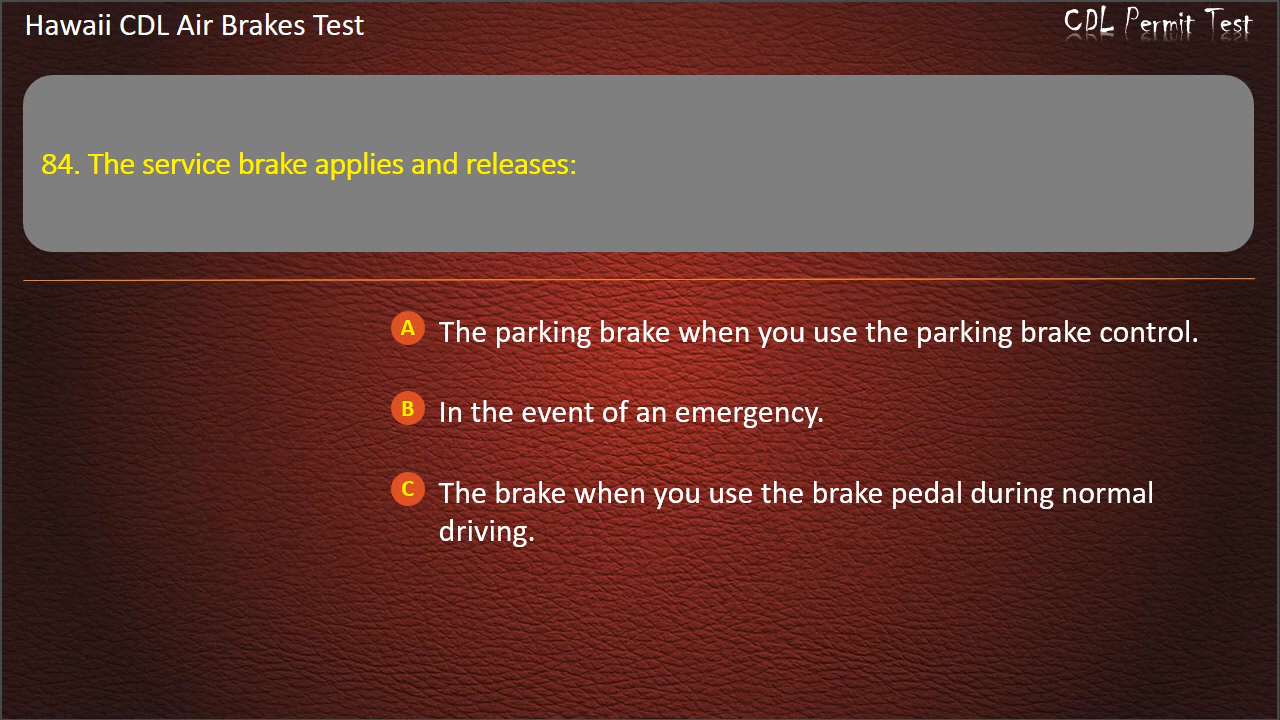 Hawaii CDL Air Brakes Test
CDL Permit Test
84. The service brake applies and releases:
A The parking brake when you use the parking brake control.
B In the event of an emergency.
C The brake when you use the brake pedal during normal
driving.